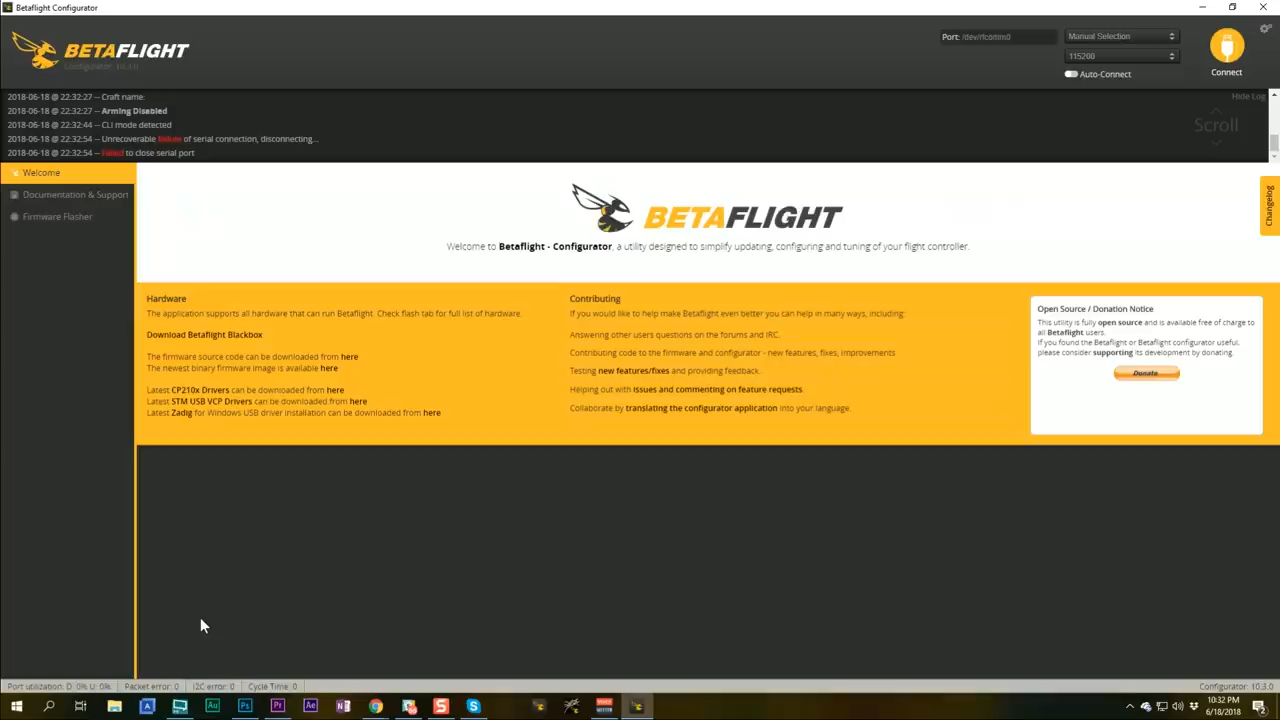 Betaflight Configurator
BETAFLIGHT
Configurator: 10.3.0
Port: /dev/rfcomm0
Manual Selection
115200
Auto-Connect
Connect
2018-06-18 @ 22:32:27 -- Craft name:
2018-06-18 @ 22:32:27 -- Arming Disabled
2018-06-18 @ 22:32:44 -- CLI mode detected
2018-06-18 @ 22:32:54 -- Unrecoverable failure of serial connection, disconnecting...
2018-06-18 @ 22:32:54 -- Failed to close serial port
Hide Log
Scroll
Welcome
Documentation & Support
Firmware Flasher
BETAFLIGHT
Welcome to Betaflight - Configurator, a utility designed to simplify updating, configuring and tuning of your flight controller.
Changelog
Hardware
The application supports all hardware that can run Betaflight. Check flash tab for full list of hardware.
Download Betaflight Blackbox
The firmware source code can be downloaded from here
The newest binary firmware image is available here
Latest CP210x Drivers can be downloaded from here
Latest STM USB VCP Drivers can be downloaded from here
Latest Zadig for Windows USB driver installation can be downloaded from here
Contributing
If you would like to help make Betaflight even better you can help in many ways, including:
Answering other users questions on the forums and IRC.
Contributing code to the firmware and configurator - new features, fixes, improvements
Testing new features/fixes and providing feedback.
Helping out with issues and commenting on feature requests.
Collaborate by translating the configurator application into your language.
Open Source / Donation Notice
This utility is fully open source and is available free of charge to
all Betaflight users.
If you found the Betaflight or Betaflight configurator useful,
please consider supporting its development by donating.
Donate
Port utilization: D: 0% U: 0%
Packet error: 0
I2C error: 0
Cycle Time: 0
Configurator: 10.3.0
Au
Ps
Pr
Ae
10:32 PM
6/18/2018
2